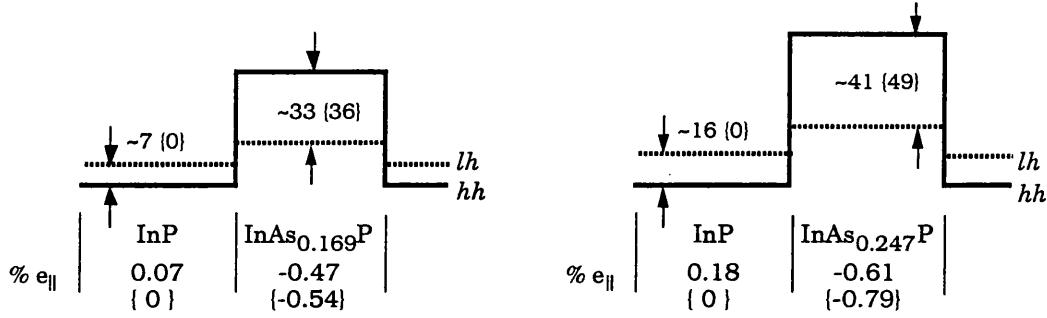 ~33 {36}
~7 {0}
lh
hh
InP
InAs0.169P
% e||
0.07
-0.47
{ 0 }
{-0.54}
~41 {49}
~16 {0}
lh
hh
InP
InAs0.247P
% e||
0.18
-0.61
{ 0 }
{-0.79}